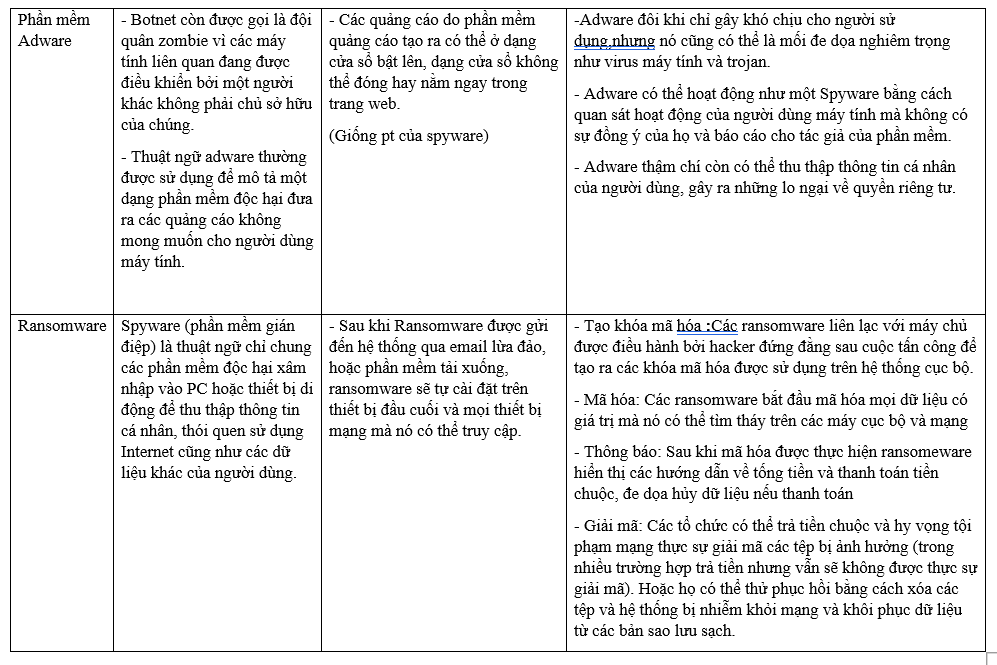 Phần mềm
Adware
- Botnet còn được gọi là đội
quân zombie vì các máy
tính liên quan đang được
điều khiển bởi một người
khác không phải chủ sở hữu
của chúng.
- Thuật ngữ adware thường
được sử dụng để mô tả một
dạng phần mềm độc hại đưa
ra các quảng cáo không
mong muốn cho người dùng
máy tính.
- Các quảng cáo do phần mềm
quảng cáo tạo ra có thể ở dạng
cửa sổ bật lên, dạng cửa sổ không
thể đóng hay nằm ngay trong
trang web.
(Giống pt của spyware)
-Adware đôi khi chỉ gây khó chịu cho người sử
dụng,nhưng nó cũng có thể là mối đe dọa nghiêm trọng
như virus máy tính và trojan.
- Adware có thể hoạt động như một Spyware bằng cách
quan sát hoạt động của người dùng máy tính mà không có
sự đồng ý của họ và báo cáo cho tác giả của phần mềm.
- Adware thậm chí còn có thể thu thập thông tin cá nhân
của người dùng, gây ra những lo ngại về quyền riêng tư.
Ransomware
Spyware (phần mềm gián
điệp) là thuật ngữ chỉ chung
các phần mềm độc hại xâm
nhập vào PC hoặc thiết bị di
động để thu thập thông tin
cá nhân, thói quen sử dụng
Internet cũng như các dữ
liệu khác của người dùng.
- Sau khi Ransomware được gửi
đến hệ thống qua email lừa đảo,
hoặc phần mềm tải xuống,
ransomware sẽ tự cài đặt trên
thiết bị đầu cuối và mọi thiết bị
mạng mà nó có thể truy cập.
- Tạo khóa mã hóa :Các ransomware liên lạc với máy chủ
được điều hành bởi hacker đứng đằng sau cuộc tấn công để
tạo ra các khóa mã hóa được sử dụng trên hệ thống cục bộ.
- Mã hóa: Các ransomware bắt đầu mã hóa mọi dữ liệu có
giá trị mà nó có thể tìm tháy trên các máy cục bộ và mạng
- Thông báo: Sau khi mã hóa được thực hiện ransomeware
hiển thị các hướng dẫn về tống tiền và thanh toán tiền
chuộc, đe dọa hủy dữ liệu nếu thanh toán
- Giải mã: Các tổ chức có thể trả tiền chuộc và hy vọng tội
phạm mạng thực sự giải mã các tệp bị ảnh hưởng (trong
nhiều trường hợp trả tiền nhưng vẫn sẽ không được thực sự
giải mã). Hoặc họ có thể thử phục hồi bằng cách xóa các
tệp và hệ thống bị nhiễm khỏi mạng và khôi phục dữ liệu
từ các bản sao lưu sạch.